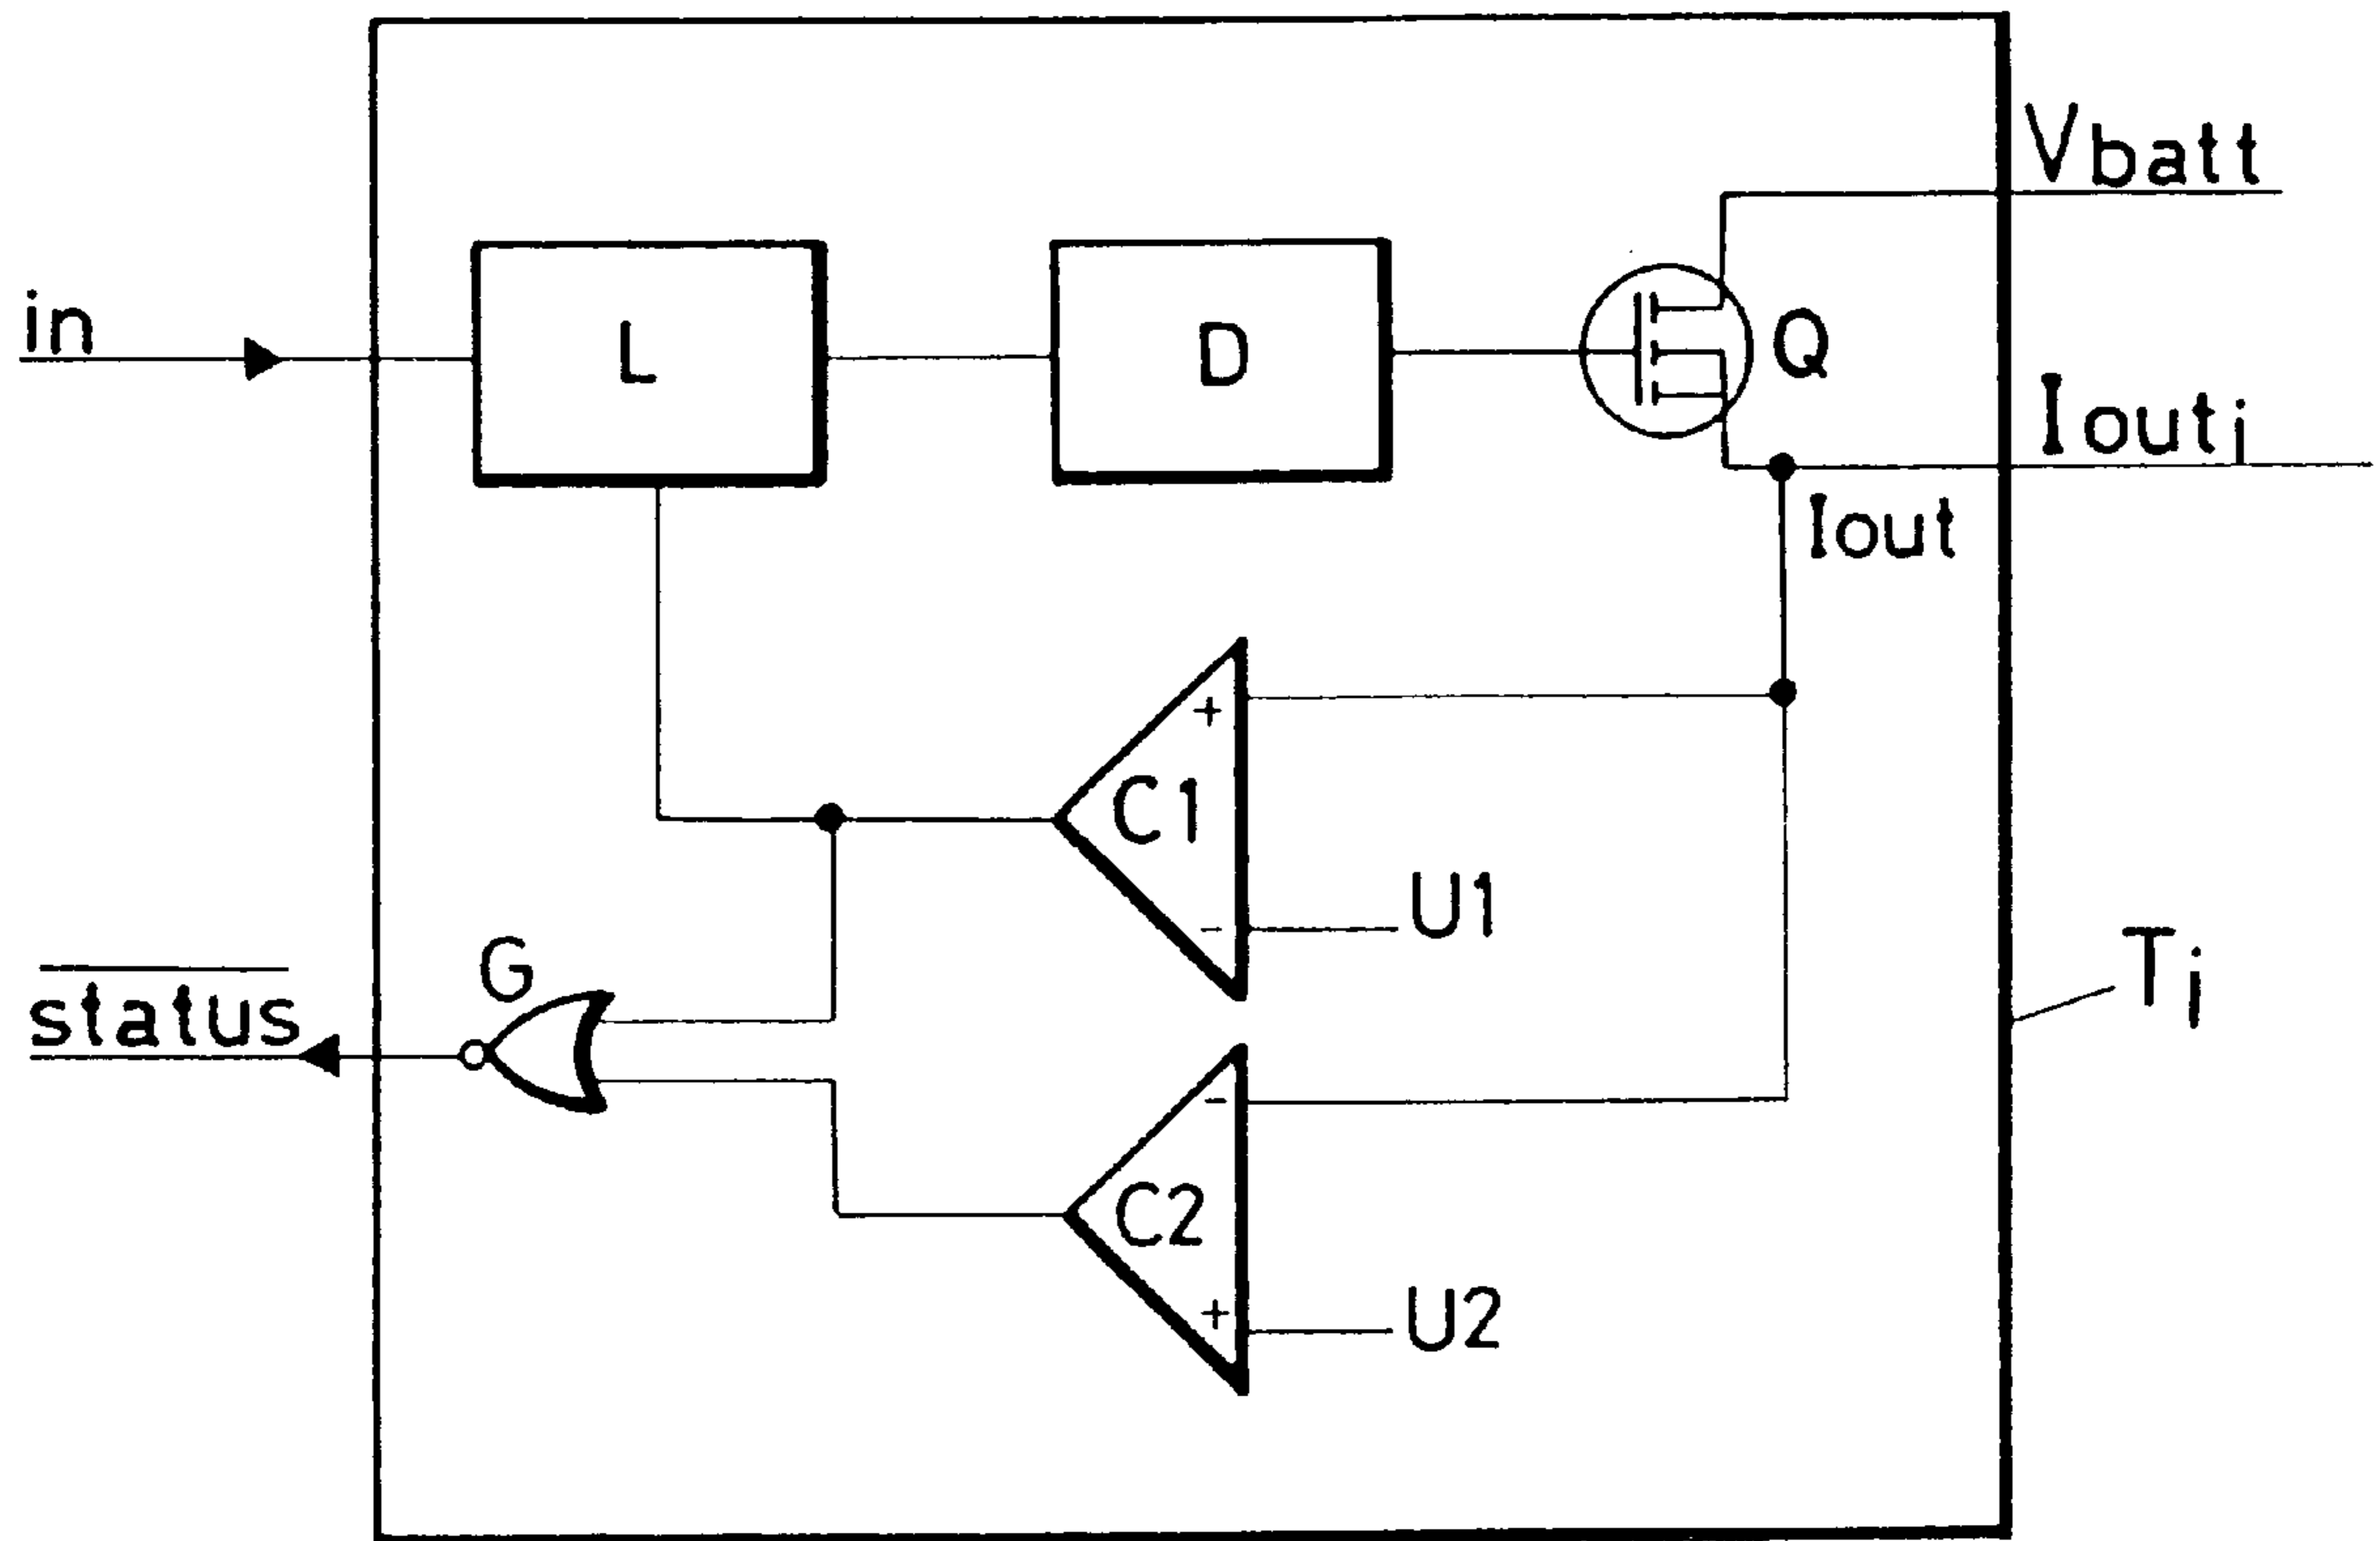 Vbatt
in
L
D
Q
Iouti
Iout
+
C1
-
U1
G
status
Ti
-
C2
+
U2